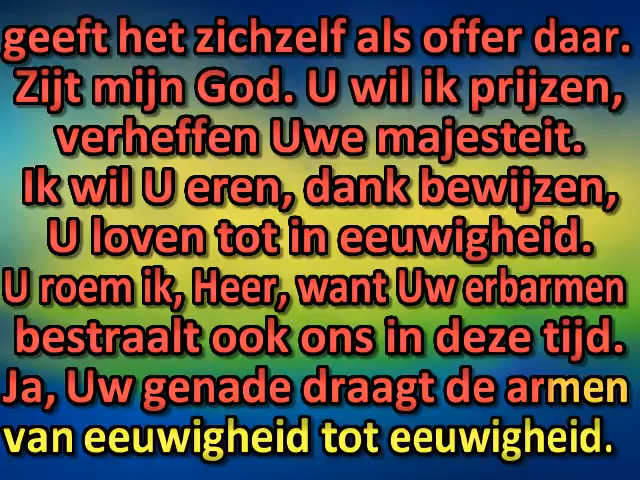 geeft het zichzelf als offer daar.
Zijt mijn God. U wil ik prijzen,
verheffen Uwe majesteit.
Ik wil U eren, dank bewijzen,
U loven tot in eeuwigheid.
U roem ik, Heer, want Uw erbarmen
bestraalt ook ons in deze tijd.
Ja, Uw genade draagt de armen
van eeuwigheid tot eeuwigheid.